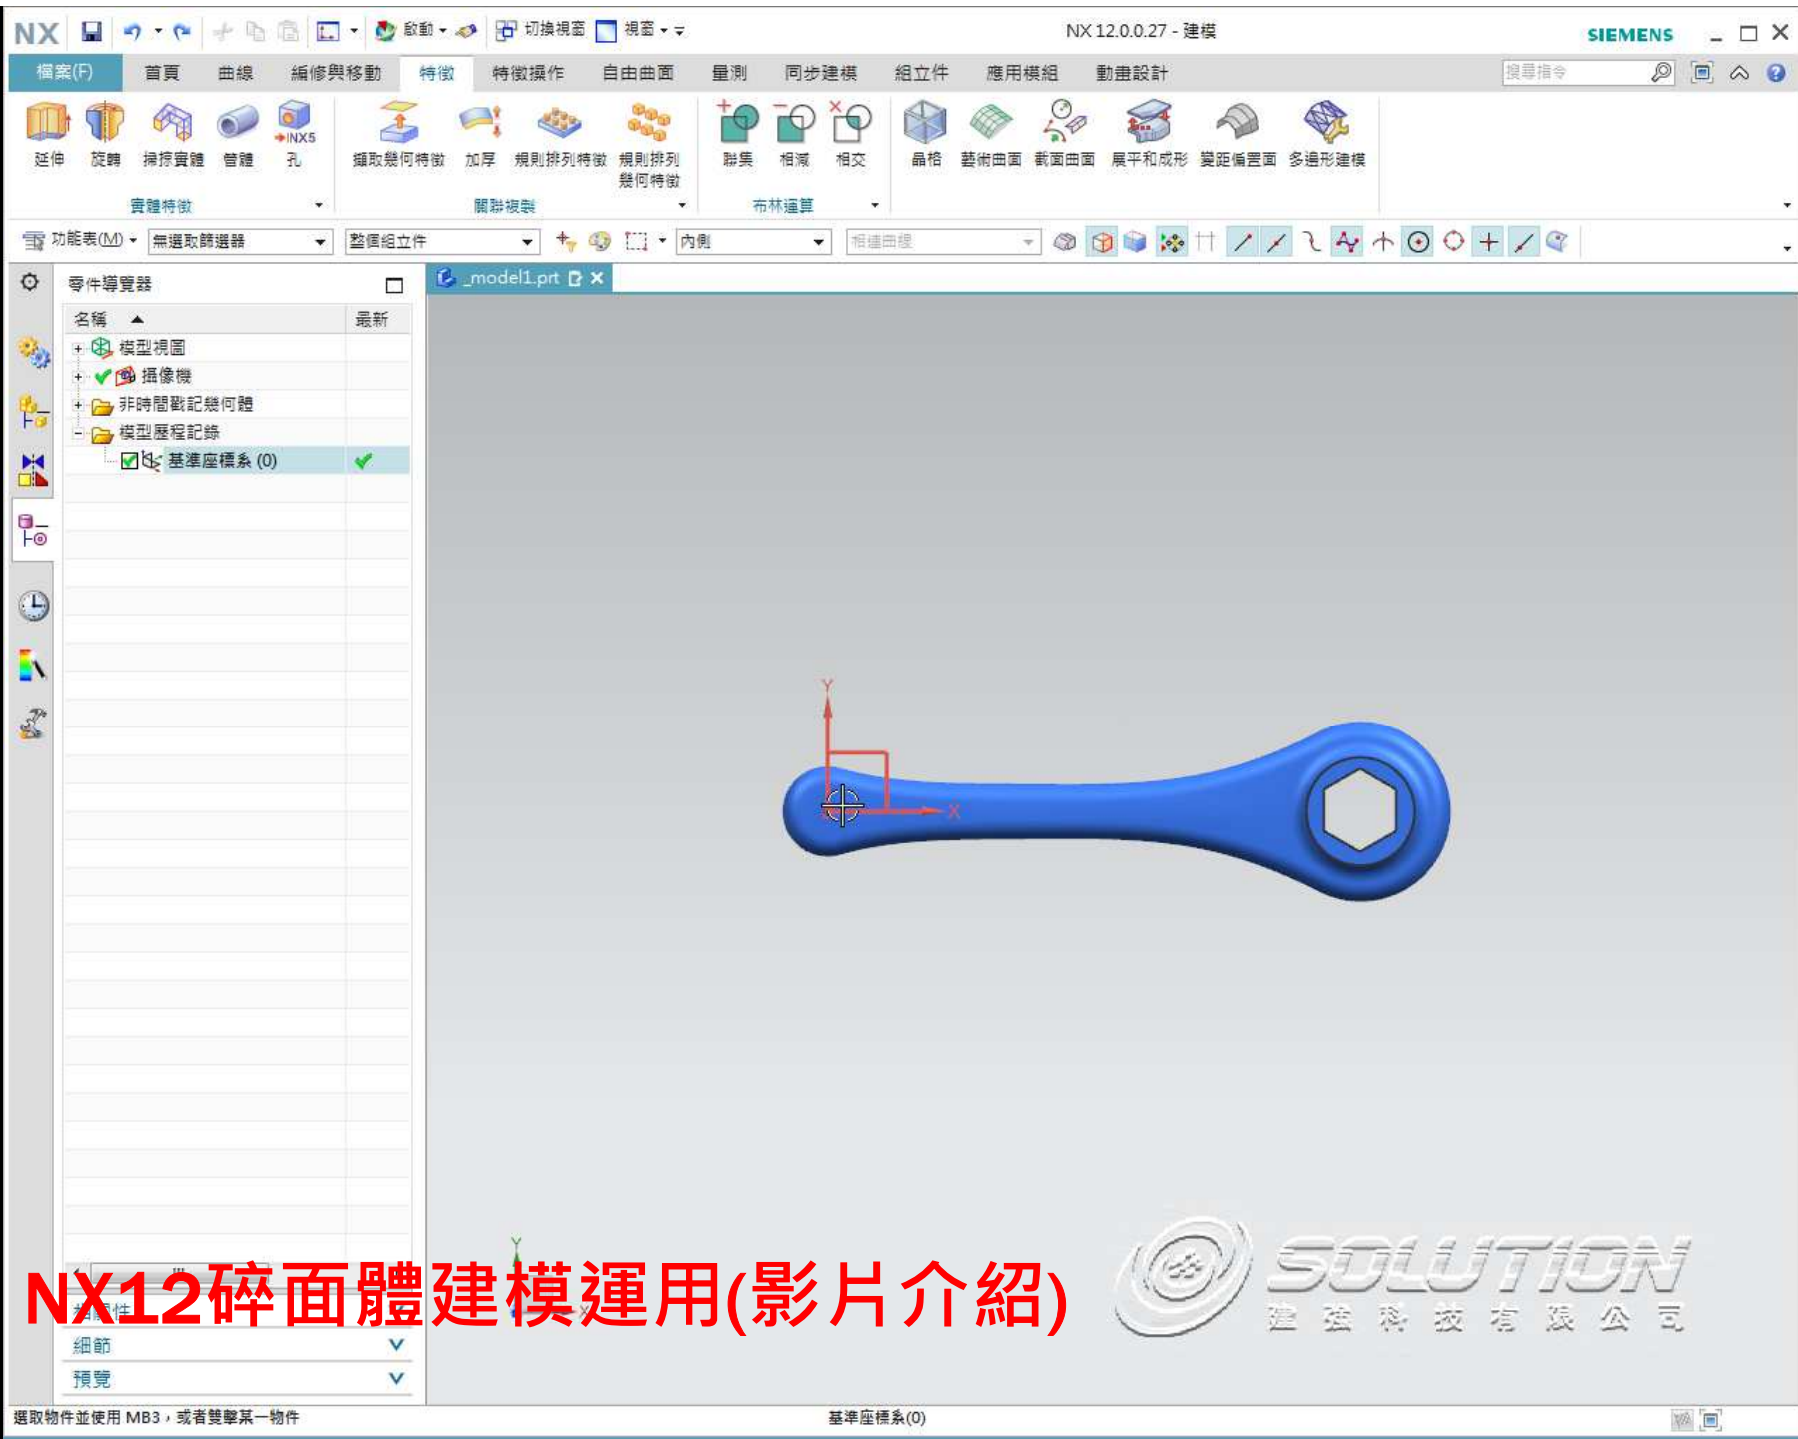 NX 啟動 切換視窗 視窗 NX 12.0.0.27 - 建模 SIEMENS
檔案(F) 首頁 曲線 編修與移動 特徵 特徵操作 自由曲面 量測 同步建模 組立件 應用模組 動畫設計 搜尋指令
INX5
延伸 旋轉 掃掠實體 管體 孔 擷取幾何特徵 加厚 規則排列特徵 規則排列 聯集 相減 相交 晶格 藝術曲面 截面曲面 展平和成形 變距偏置面 多邊形建模
幾何特徵
實體特徵 關聯複製 布林運算
功能表(M) 無選取篩選器 整個組立件 內側 相連曲線
零件導覽器 _model1.prt
名稱 最新
模型視圖
攝像機
非時間戳記幾何體
模型歷程記錄
基準座標系 (0)
Y
X
Y
NX12碎面體建模運用(影片介紹)
SOLUTION
建強科技有限公司
X
細節
預覽
選取物件並使用 MB3，或者雙擊某一物件 基準座標系(0)